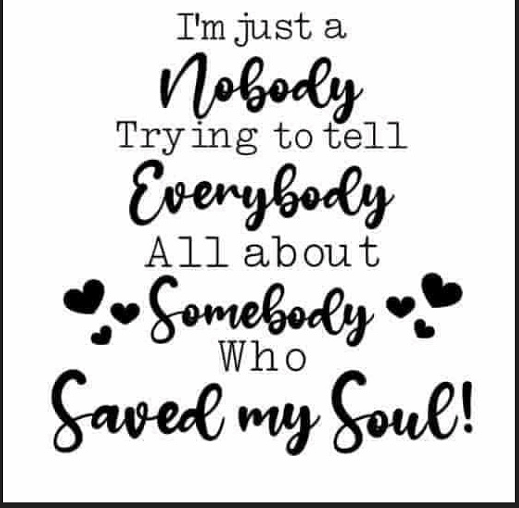 I'm just a
Nobody
Trying to tell
Everybody
All about
Somebody
Who
Saved my Soul!